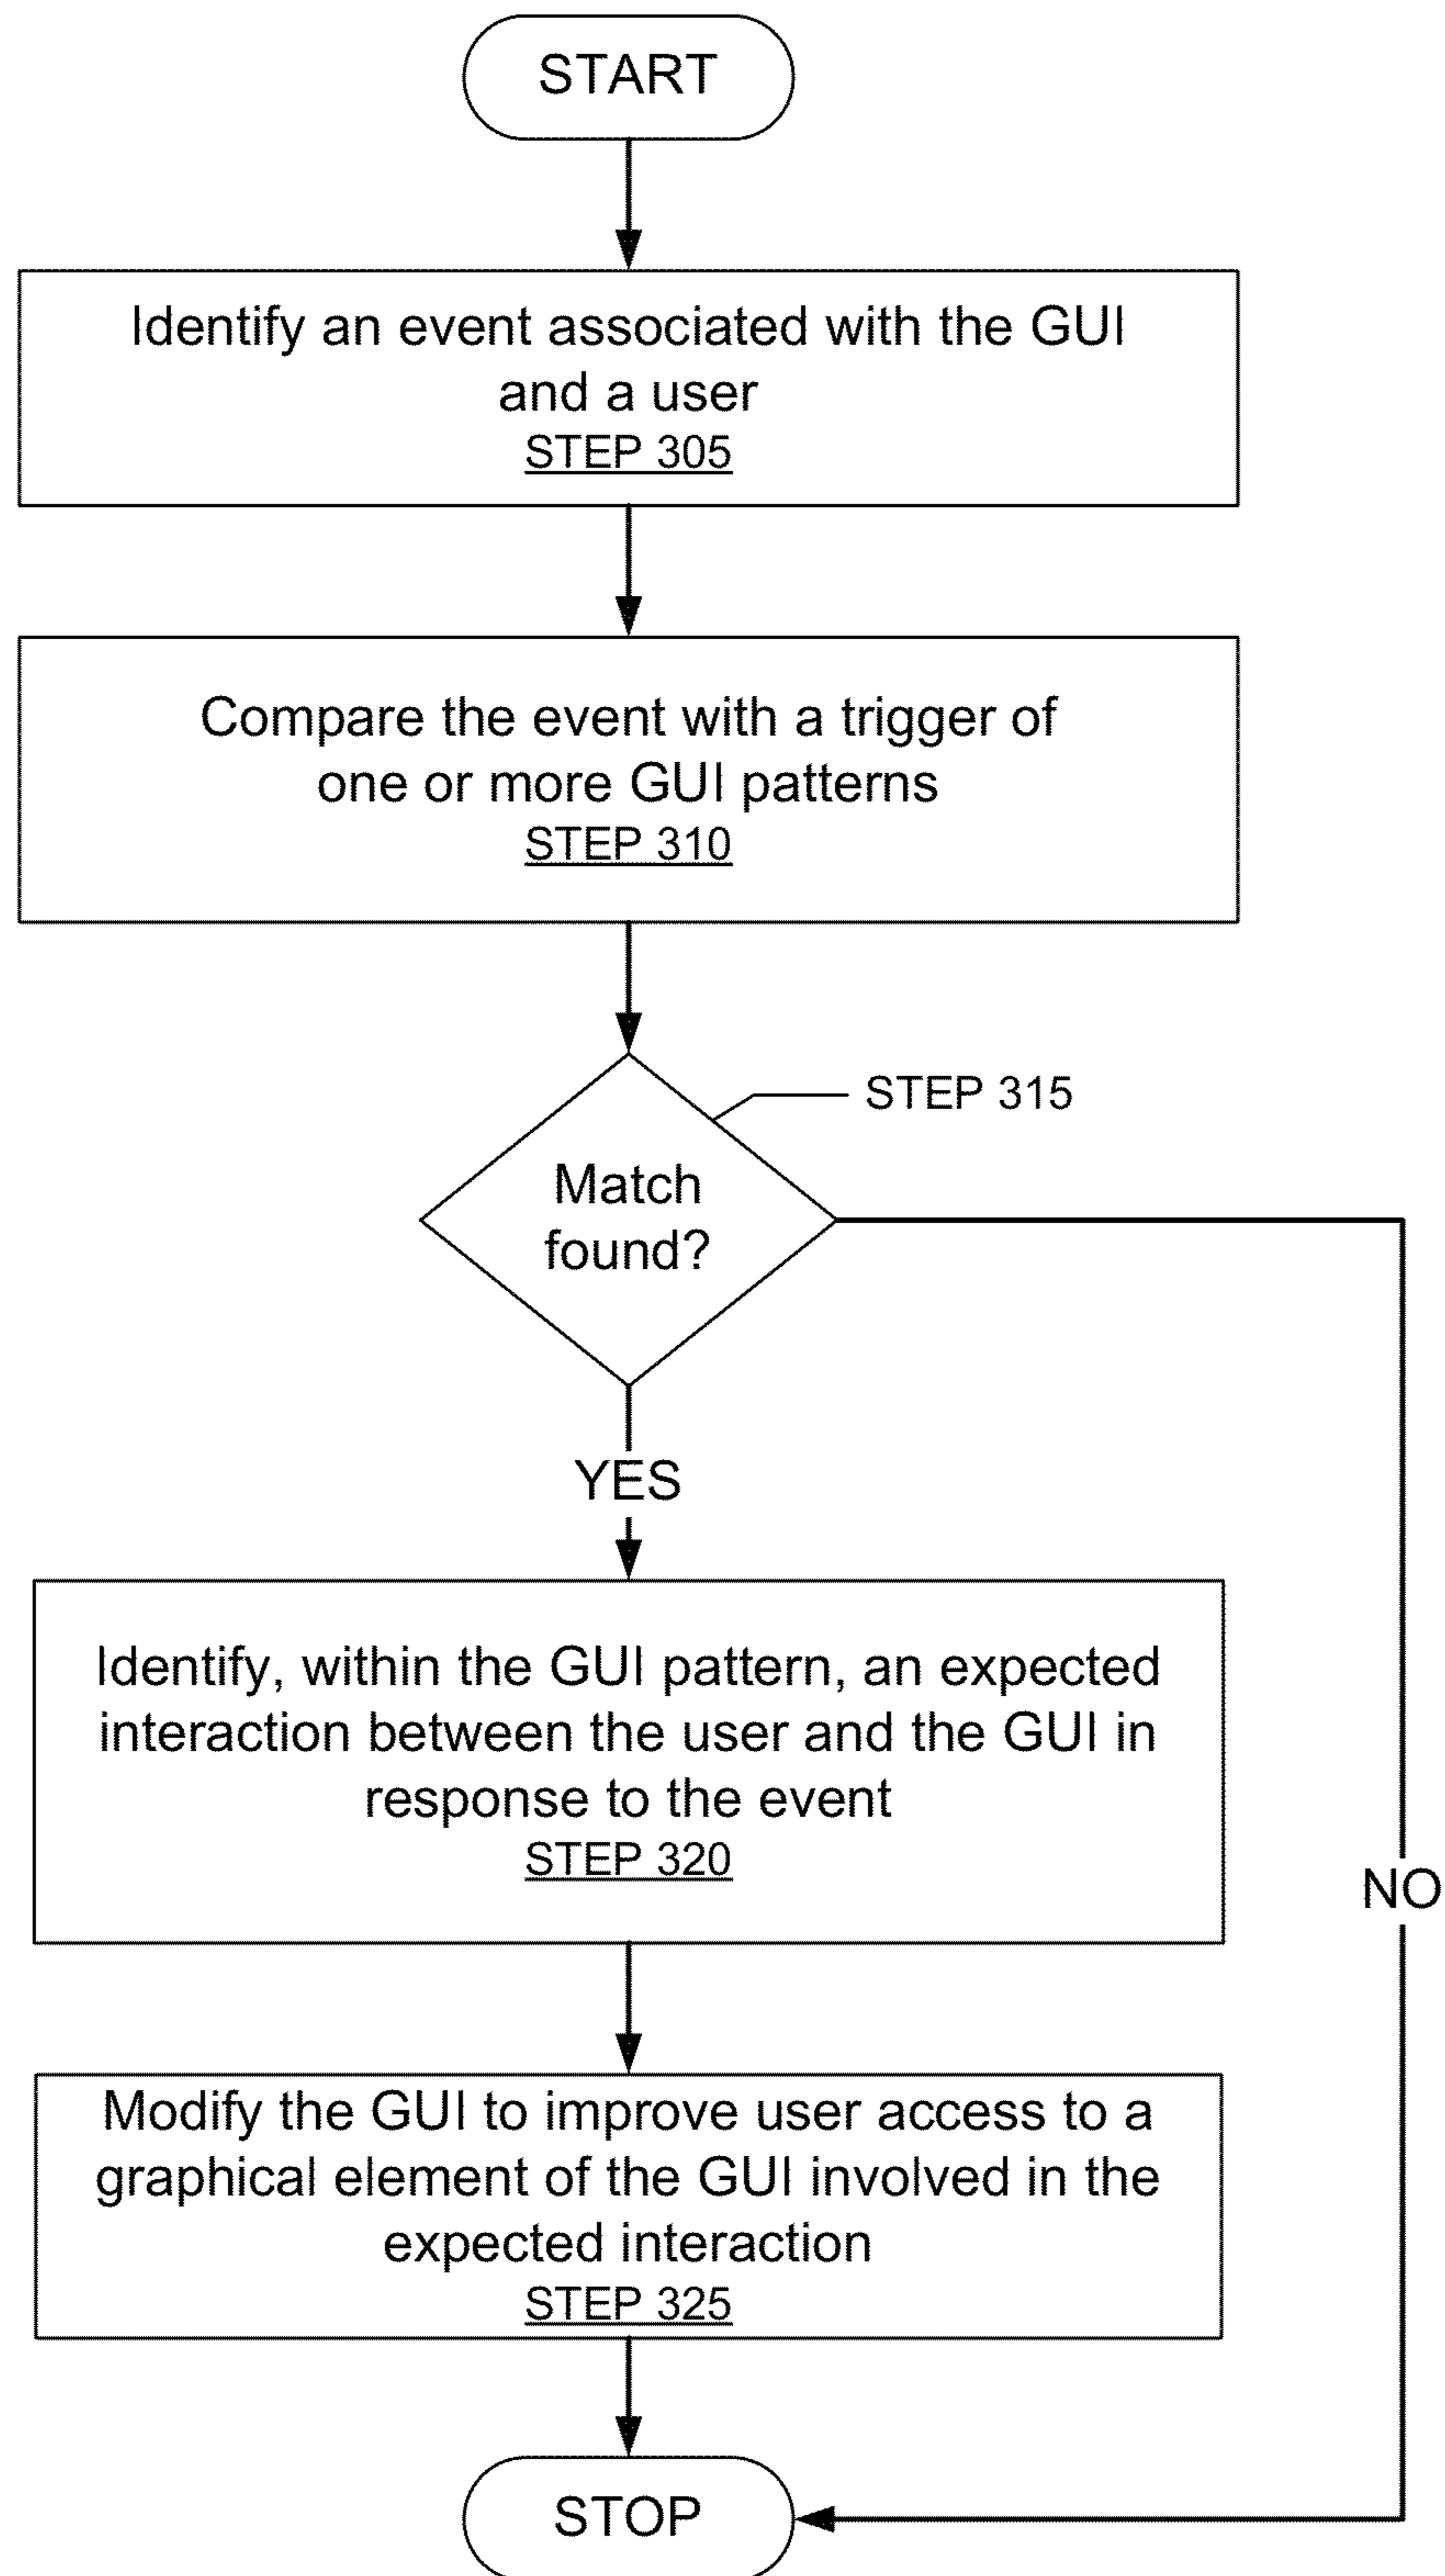 START
Identify an event associated with the GUI
and a user
STEP 305
Compare the event with a trigger of
one or more GUI patterns
STEP 310
STEP 315
Match
found?
YES
Identify, within the GUI pattern, an expected
interaction between the user and the GUI in
response to the event
STEP 320
NO
Modify the GUI to improve user access to a
graphical element of the GUI involved in the
expected interaction
STEP 325
STOP